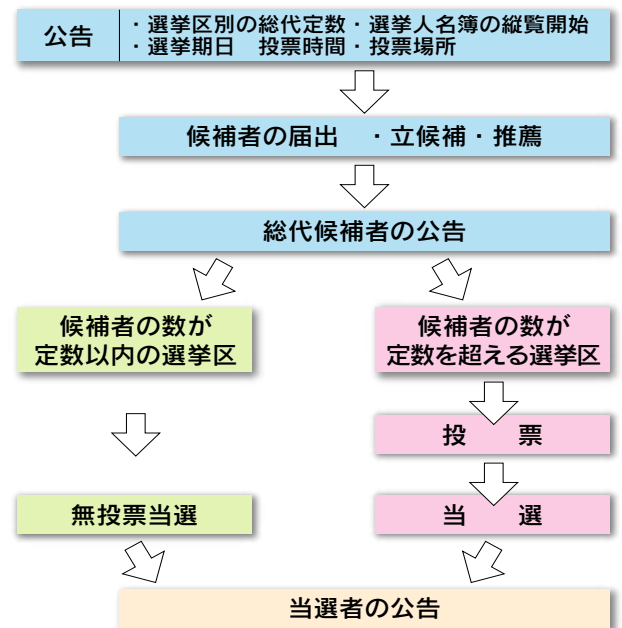 公告
・選挙区別の総代定数・選挙人名簿の縦覧開始
・選挙期日　投票時間・投票場所
候補者の届出　・立候補・推薦
総代候補者の公告
候補者の数が
定数以内の選挙区
候補者の数が
定数を超える選挙区
投　票
無投票当選
当　選
当選者の公告